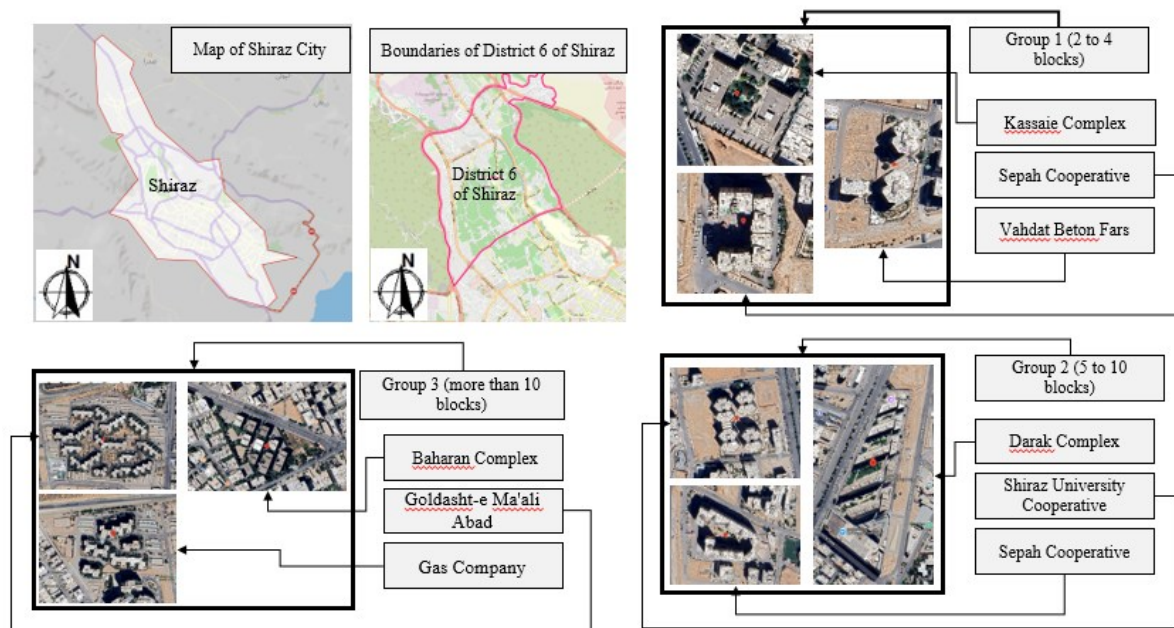 Map of Shiraz City
Shiraz
N
Boundaries of District 6 of Shiraz
District 6
of Shiraz
N
Group 1 (2 to 4
blocks)
Kassaie Complex
Sepah Cooperative
Vahdat Beton Fars
Group 3 (more than 10
blocks)
Baharan Complex
Goldasht-e Ma'ali
Abad
Gas Company
Group 2 (5 to 10
blocks)
Darak Complex
Shiraz University
Cooperative
Sepah Cooperative